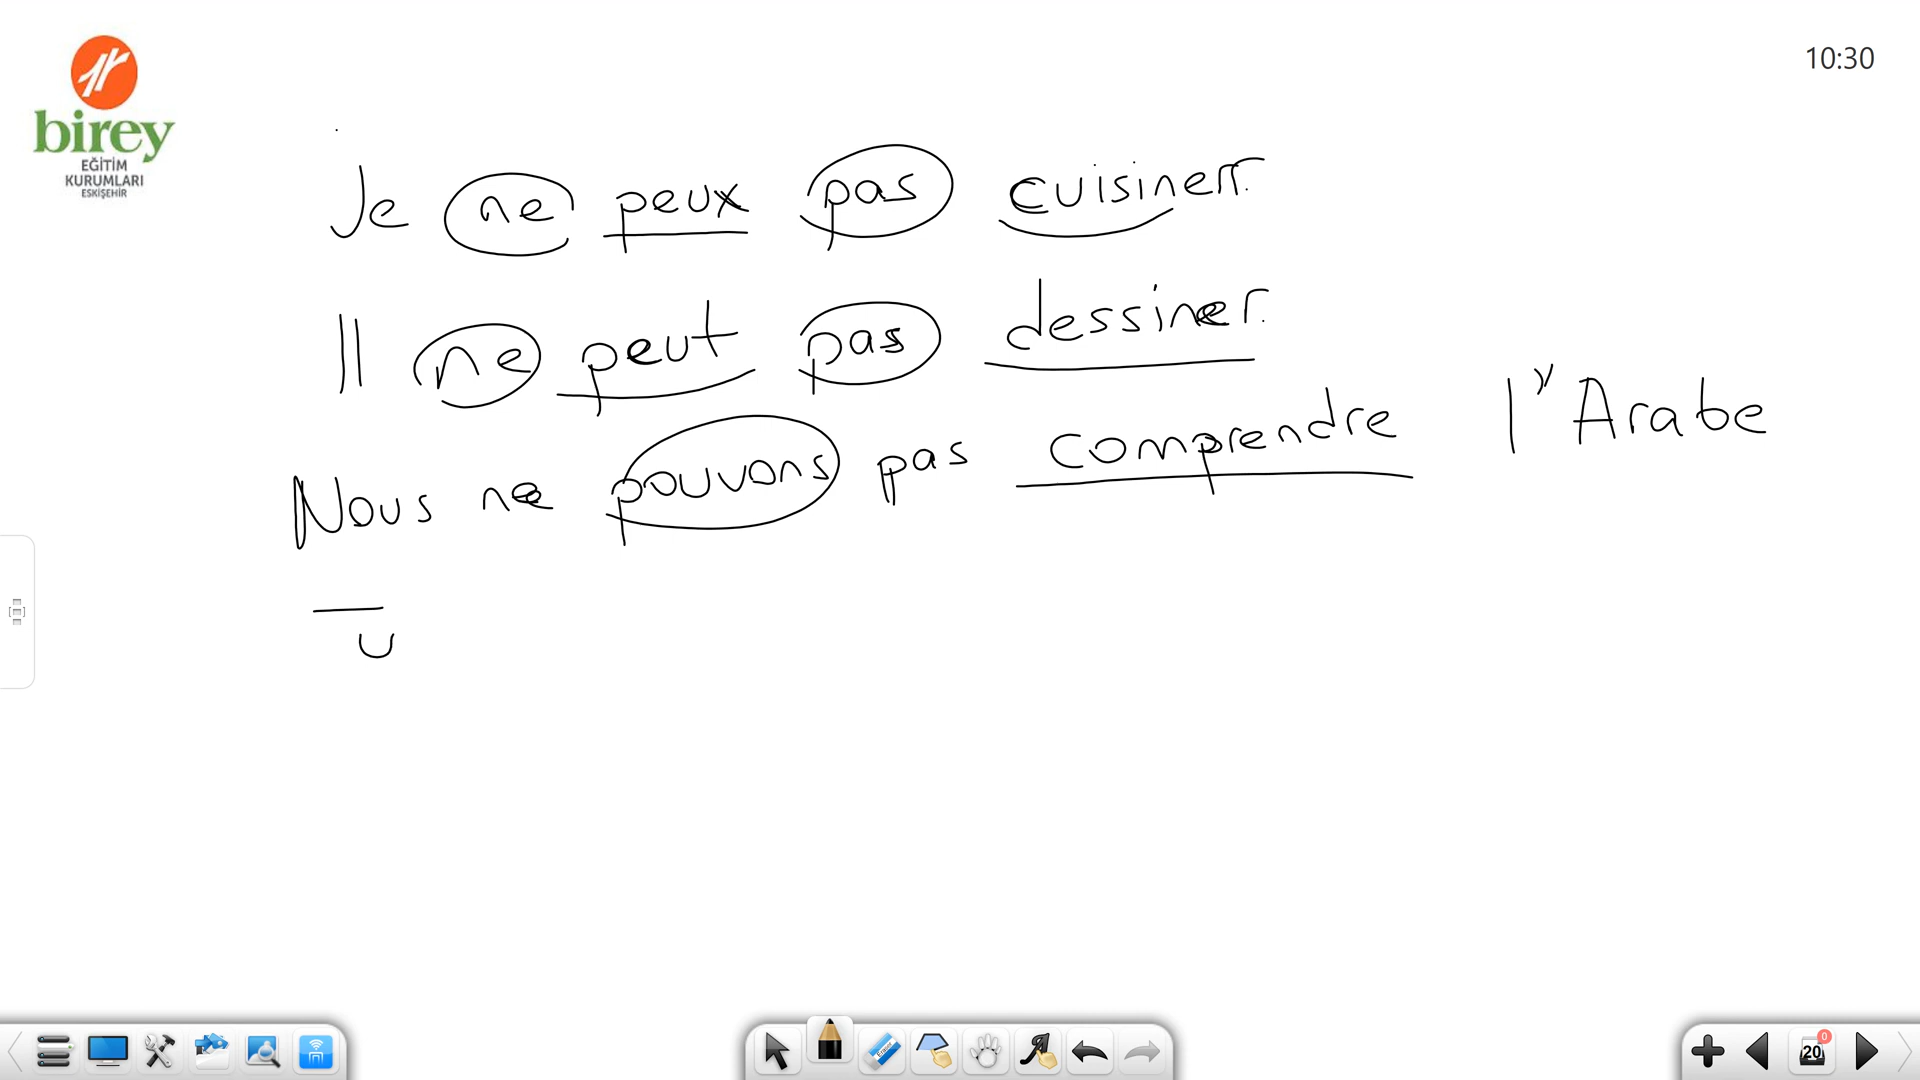 birey
EĞİTİM
KURUMLARI
ESKİŞEHİR
10:30
Je ne peux pas cuisiner.
Il ne peut pas dessiner.
Nous ne pouvons pas comprendre l'Arabe
U
20
0